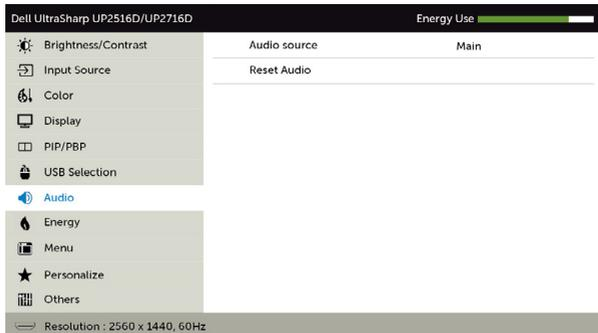 Dell UltraSharp UP2516D/UP2716D Energy Use
Brightness/Contrast Audio source Main
Input Source Reset Audio
Color
Display
PIP/PBP
USB Selection
Audio
Energy
Menu
Personalize
Others
Resolution : 2560 x 1440, 60Hz